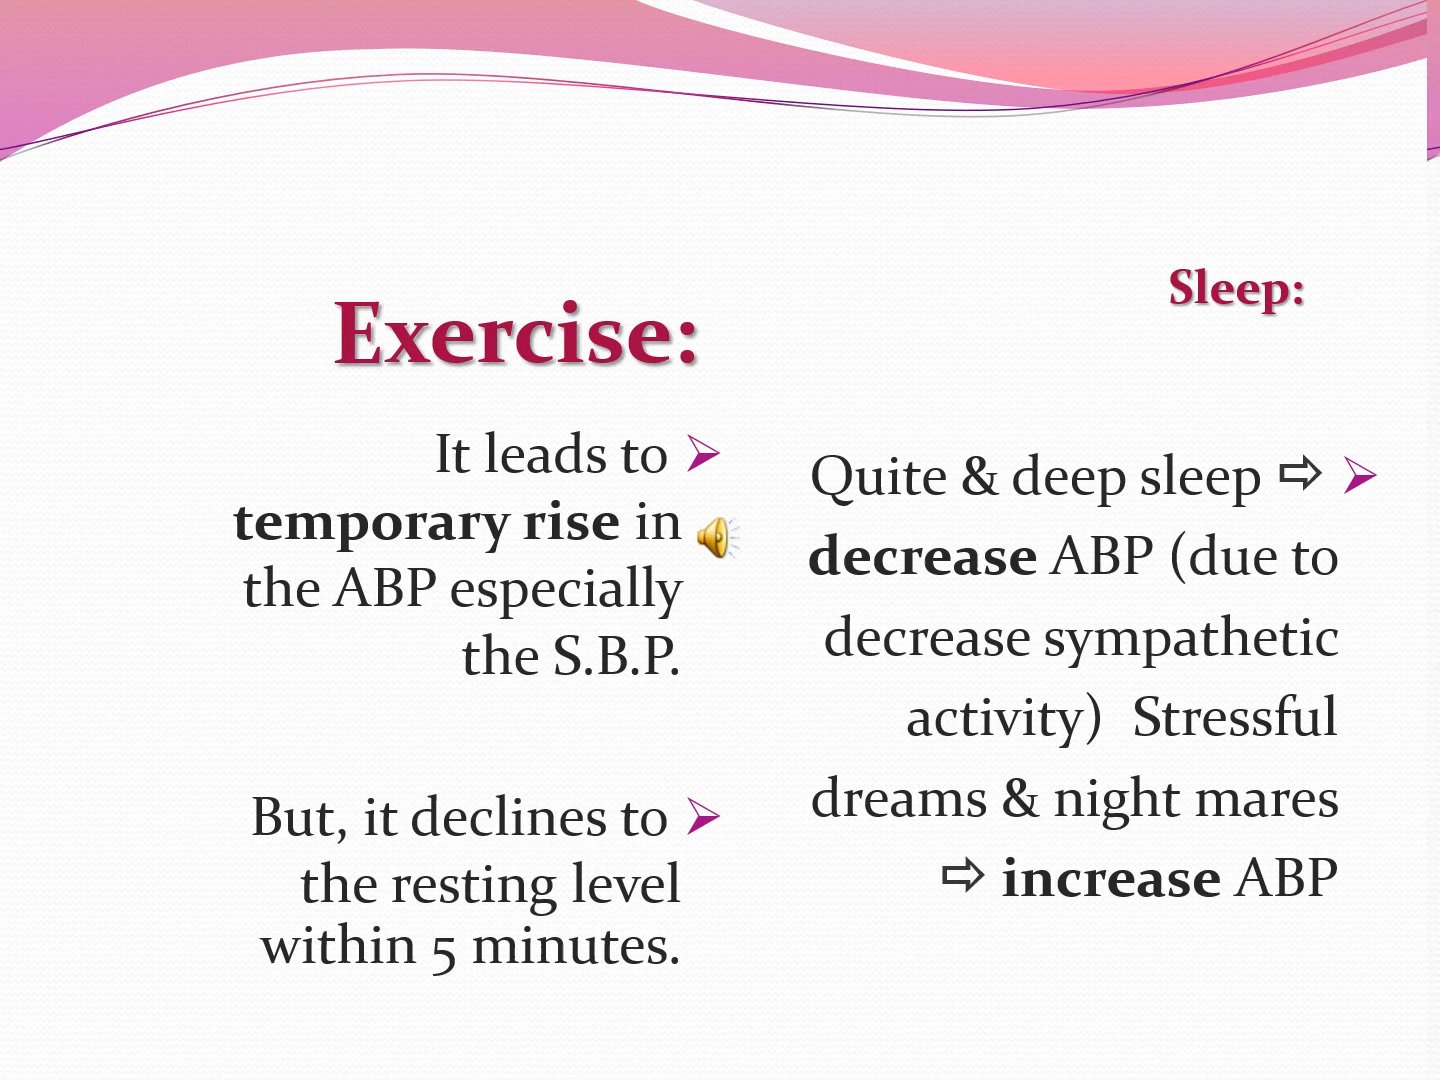 Exercise:
It leads to ➢
temporary rise in
the ABP especially
the S.B.P.
But, it declines to ➢
the resting level
within 5 minutes.
Sleep:
Quite & deep sleep ⇨ ➢
decrease ABP (due to
decrease sympathetic
activity)  Stressful
dreams & night mares
⇨ increase ABP